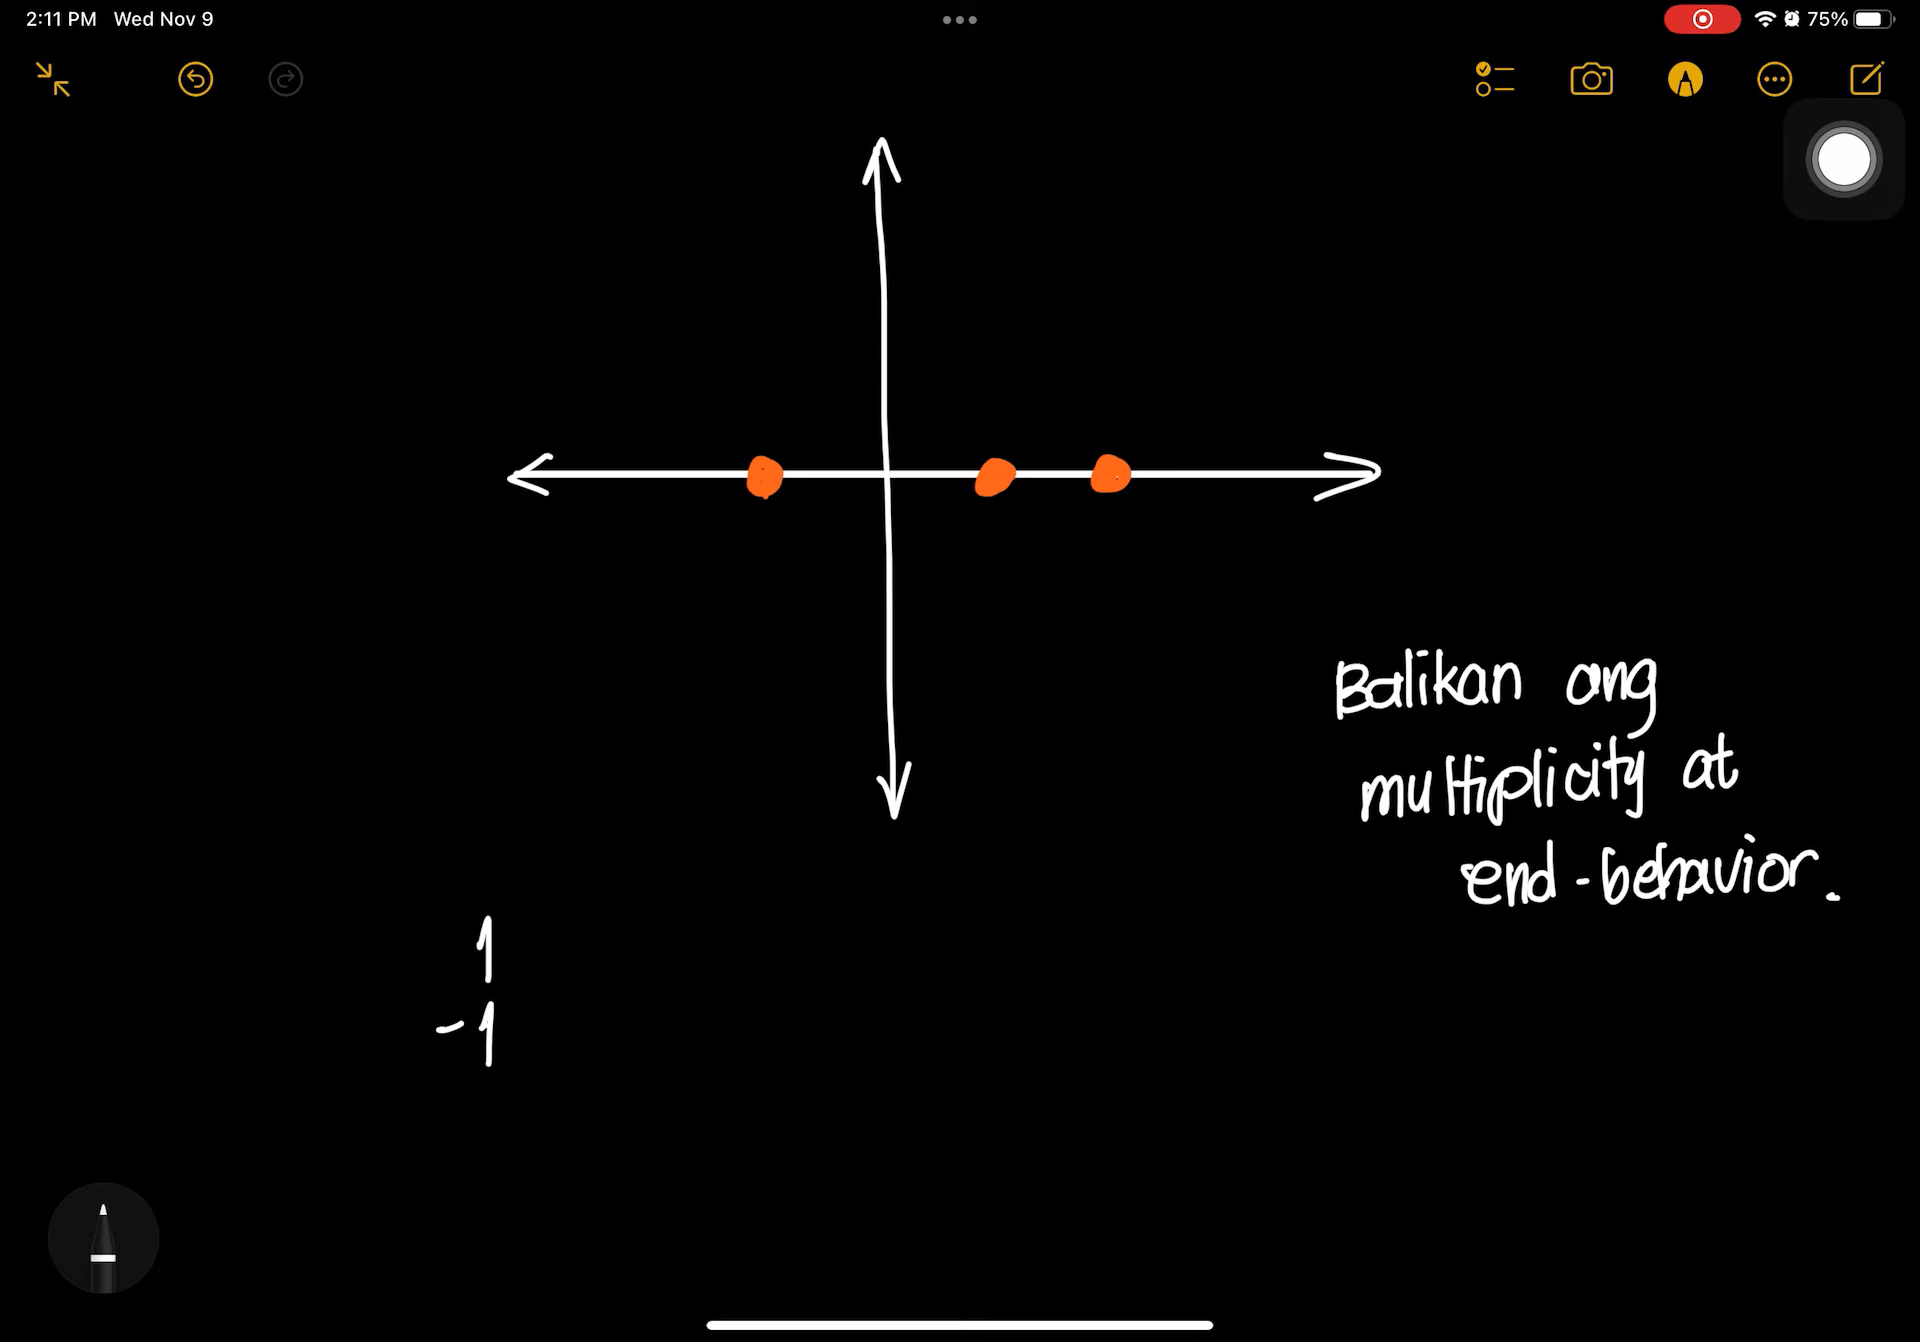 2:11 PM Wed Nov 9
75%
Balikan ang
multiplicity at
end-behavior.
1
-1